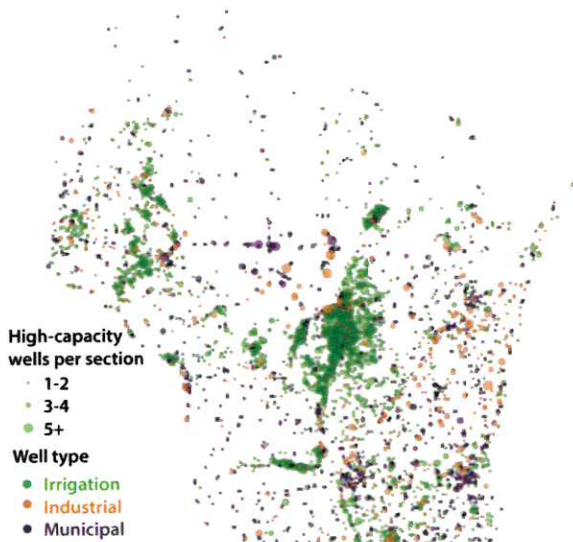 High-capacity
wells per section
1-2
3-4
5+
Well type
Irrigation
Industrial
Municipal